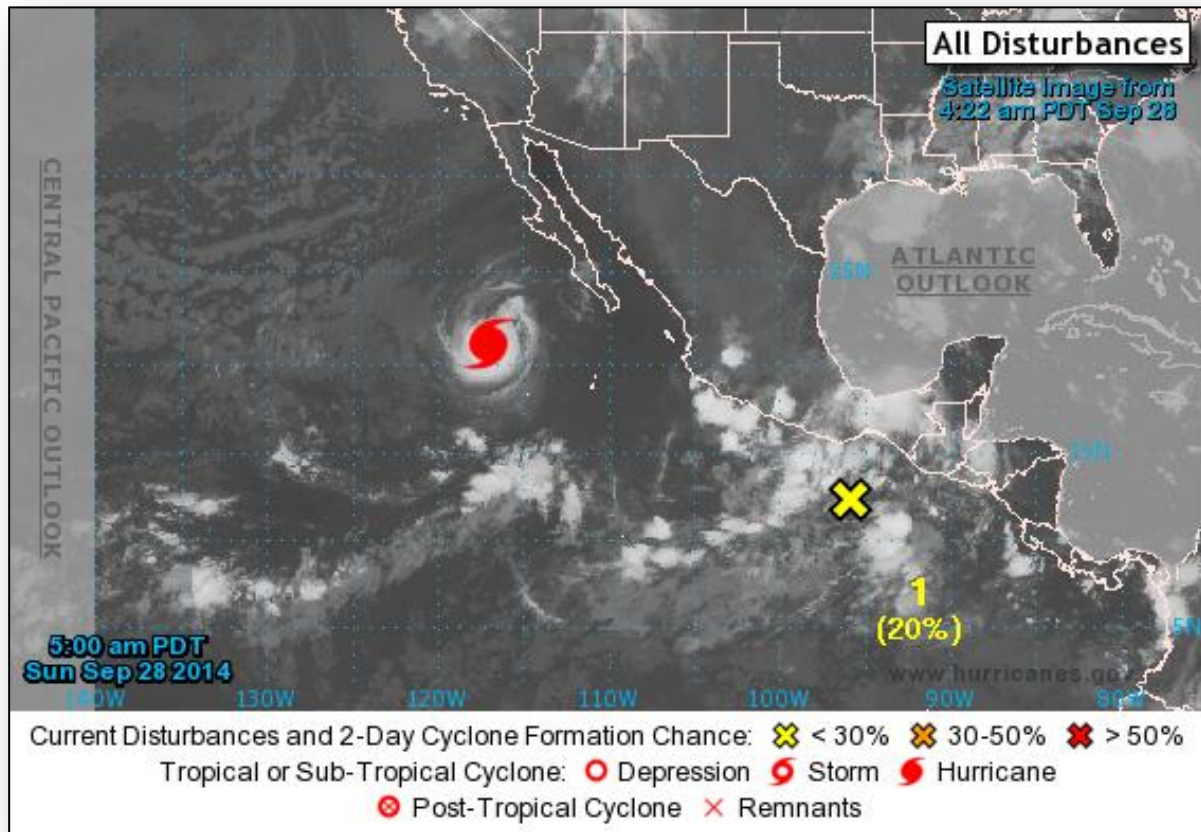 All Disturbances
Satellite Image from
4:22 am PDT Sep 28
CENTRAL PACIFIC OUTLOOK
ATLANTIC
OUTLOOK
25N
15N
1
(20%)
5N
5:00 am PDT
Sun Sep 28 2014
www.hurricanes.gov
140W 130W 120W 110W 100W 90W 80W
Current Disturbances and 2-Day Cyclone Formation Chance: < 30% 30-50% > 50%
Tropical or Sub-Tropical Cyclone: Depression Storm Hurricane
Post-Tropical Cyclone Remnants